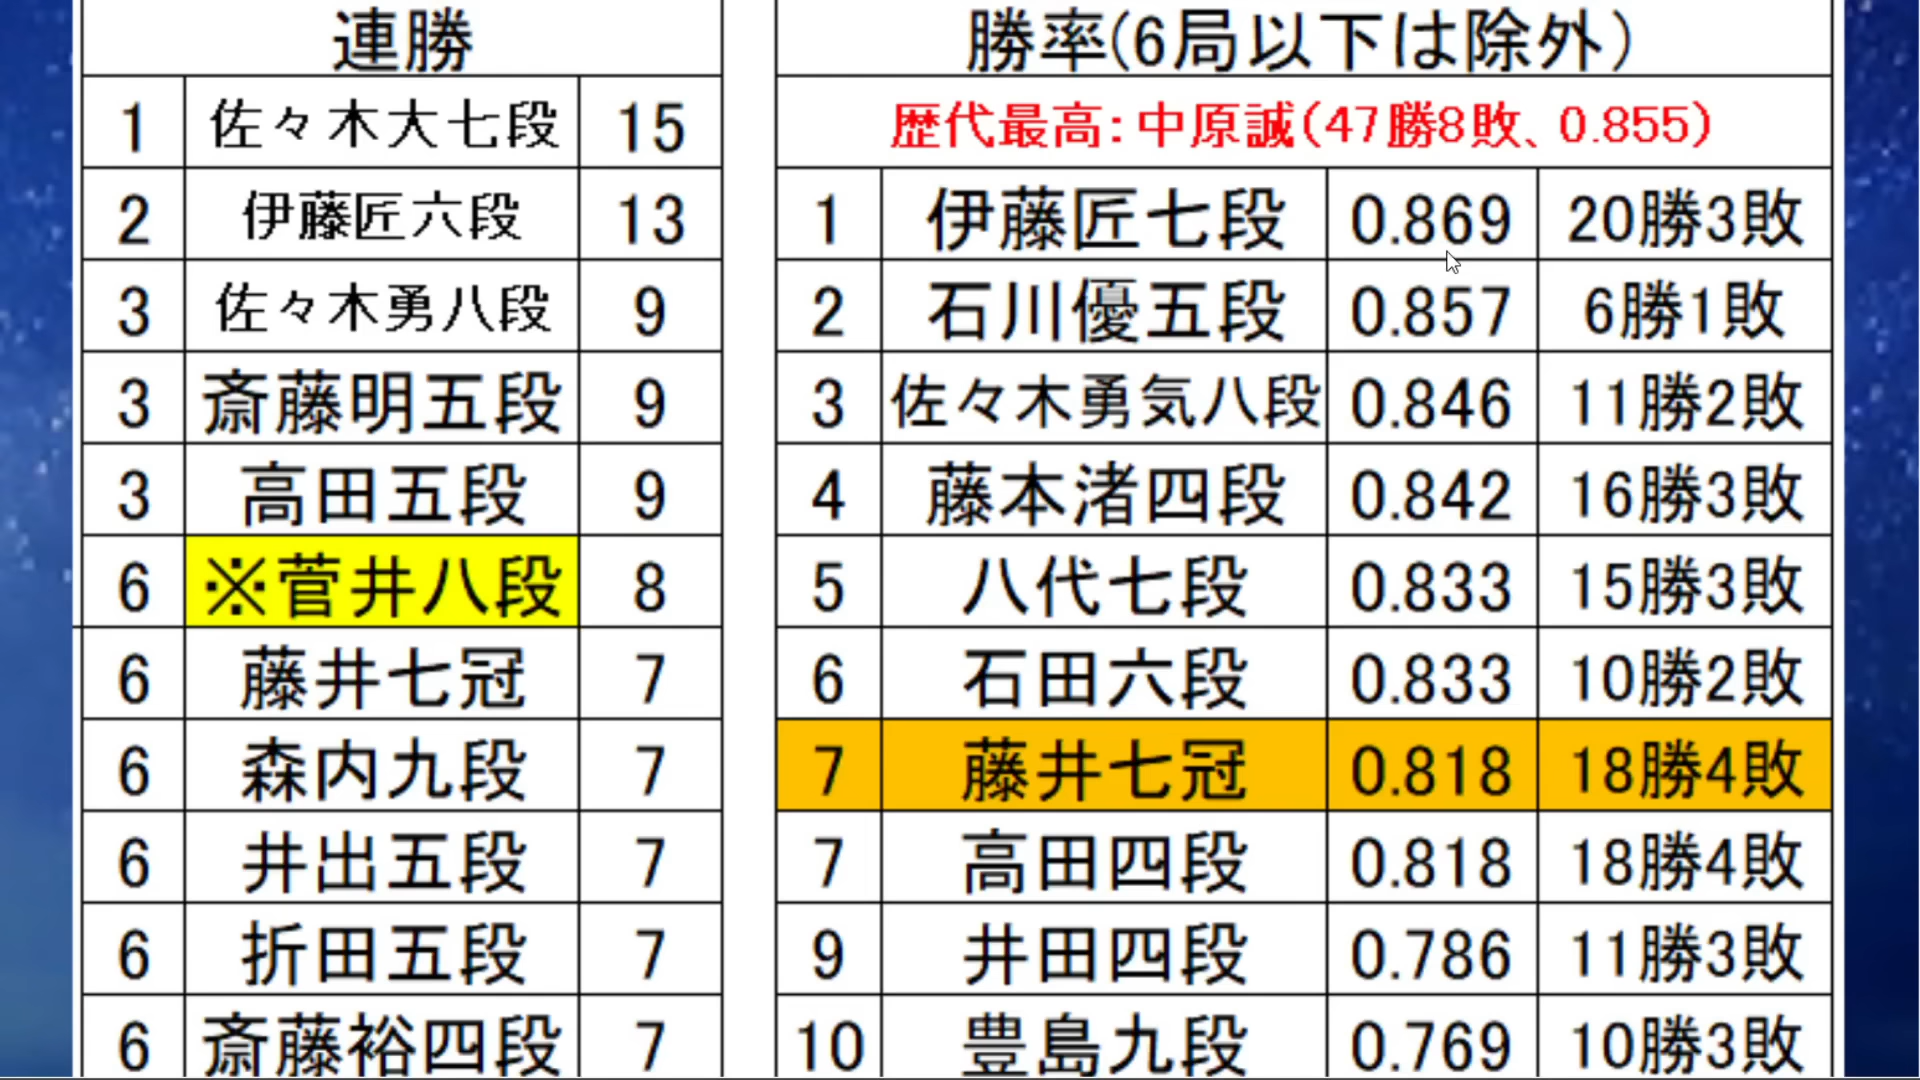 連勝
1 佐々木大七段 15
2 伊藤匠六段 13
3 佐々木勇八段 9
3 斎藤明五段 9
3 高田五段 9
6 ※菅井八段 8
6 藤井七冠 7
6 森内九段 7
6 井出五段 7
6 折田五段 7
6 斎藤裕四段 7
勝率(6局以下は除外)
歴代最高:中原誠(47勝8敗、0.855)
1 伊藤匠七段 0.869 20勝3敗
2 石川優五段 0.857 6勝1敗
3 佐々木勇気八段 0.846 11勝2敗
4 藤本渚四段 0.842 16勝3敗
5 八代七段 0.833 15勝3敗
6 石田六段 0.833 10勝2敗
7 藤井七冠 0.818 18勝4敗
7 高田四段 0.818 18勝4敗
9 井田四段 0.786 11勝3敗
10 豊島九段 0.769 10勝3敗